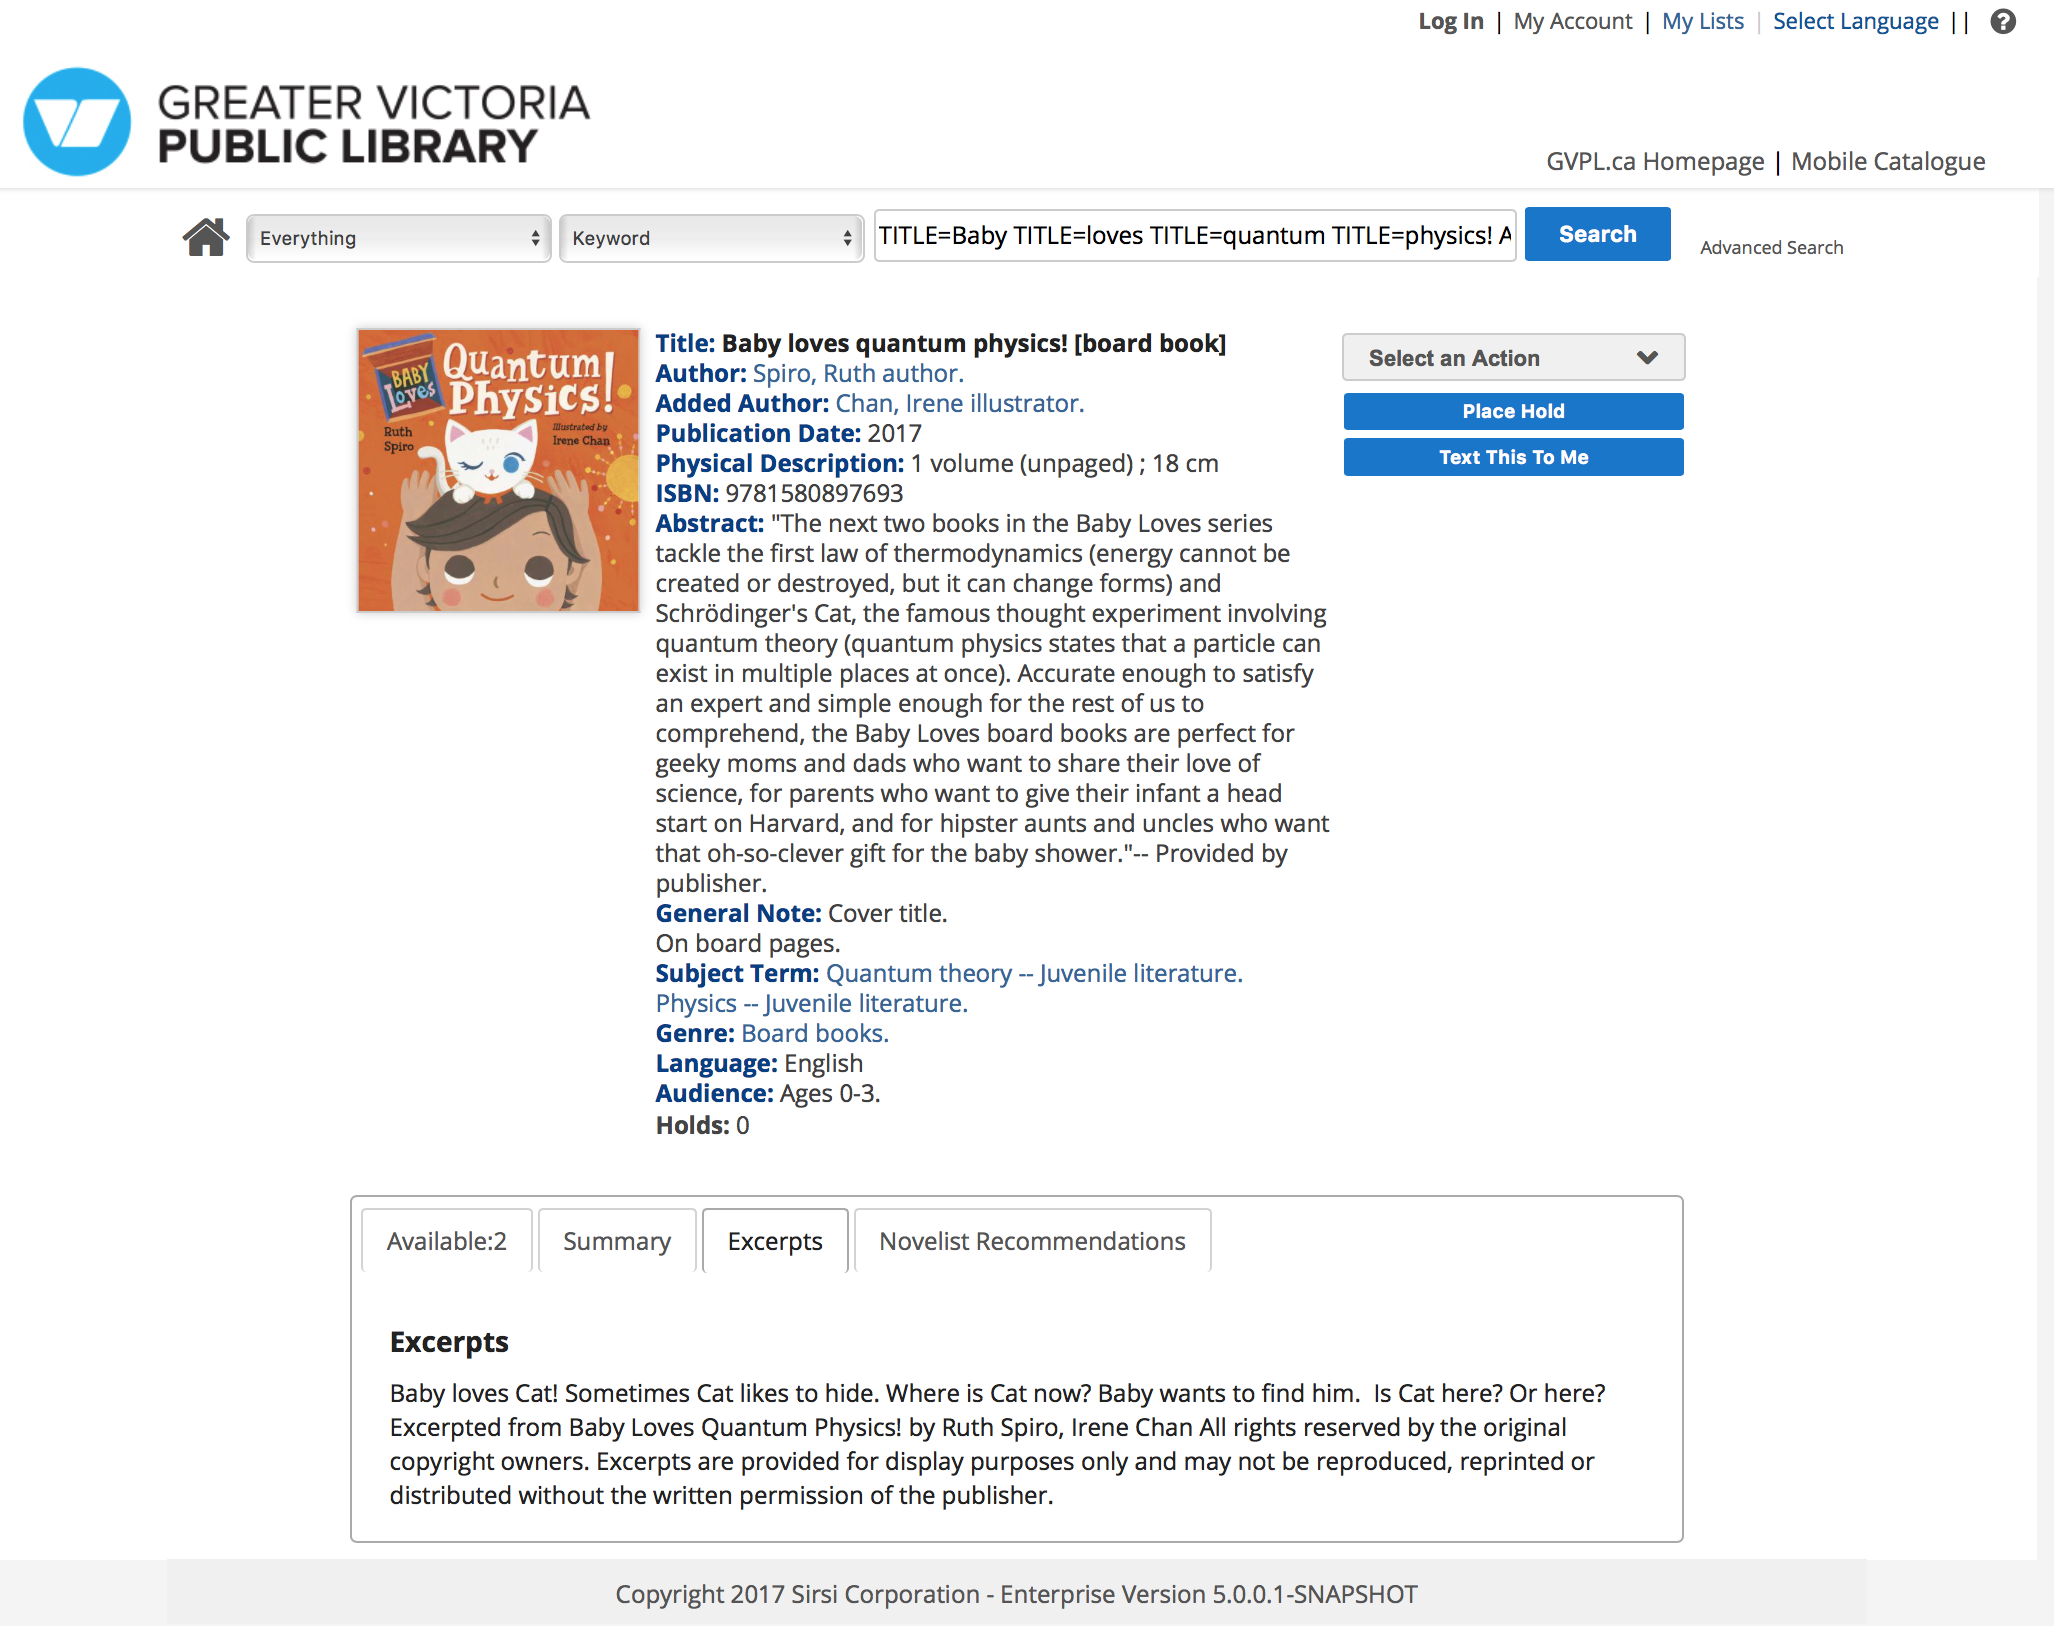 Log In | My Account | My Lists | Select Language ||
GREATER VICTORIA
PUBLIC LIBRARY
GVPL.ca Homepage | Mobile Catalogue
Everything
Keyword
TITLE=Baby TITLE=loves TITLE=quantum TITLE=physics! A
Search
Advanced Search
BABY
Loves
Quantum
Physics!
Ruth
Spiro
Illustrated by
Irene Chan
Title: Baby loves quantum physics! [board book]
Author: Spiro, Ruth author.
Added Author: Chan, Irene illustrator.
Publication Date: 2017
Physical Description: 1 volume (unpaged) ; 18 cm
ISBN: 9781580897693
Abstract: "The next two books in the Baby Loves series
tackle the first law of thermodynamics (energy cannot be
created or destroyed, but it can change forms) and
Schrödinger's Cat, the famous thought experiment involving
quantum theory (quantum physics states that a particle can
exist in multiple places at once). Accurate enough to satisfy
an expert and simple enough for the rest of us to
comprehend, the Baby Loves board books are perfect for
geeky moms and dads who want to share their love of
science, for parents who want to give their infant a head
start on Harvard, and for hipster aunts and uncles who want
that oh-so-clever gift for the baby shower."-- Provided by
publisher.
General Note: Cover title.
On board pages.
Subject Term: Quantum theory -- Juvenile literature.
Physics -- Juvenile literature.
Genre: Board books.
Language: English
Audience: Ages 0-3.
Holds: 0
Select an Action
Place Hold
Text This To Me
Available:2
Summary
Excerpts
Novelist Recommendations
Excerpts
Baby loves Cat! Sometimes Cat likes to hide. Where is Cat now? Baby wants to find him.  Is Cat here? Or here?
Excerpted from Baby Loves Quantum Physics! by Ruth Spiro, Irene Chan All rights reserved by the original
copyright owners. Excerpts are provided for display purposes only and may not be reproduced, reprinted or
distributed without the written permission of the publisher.
Copyright 2017 Sirsi Corporation - Enterprise Version 5.0.0.1-SNAPSHOT